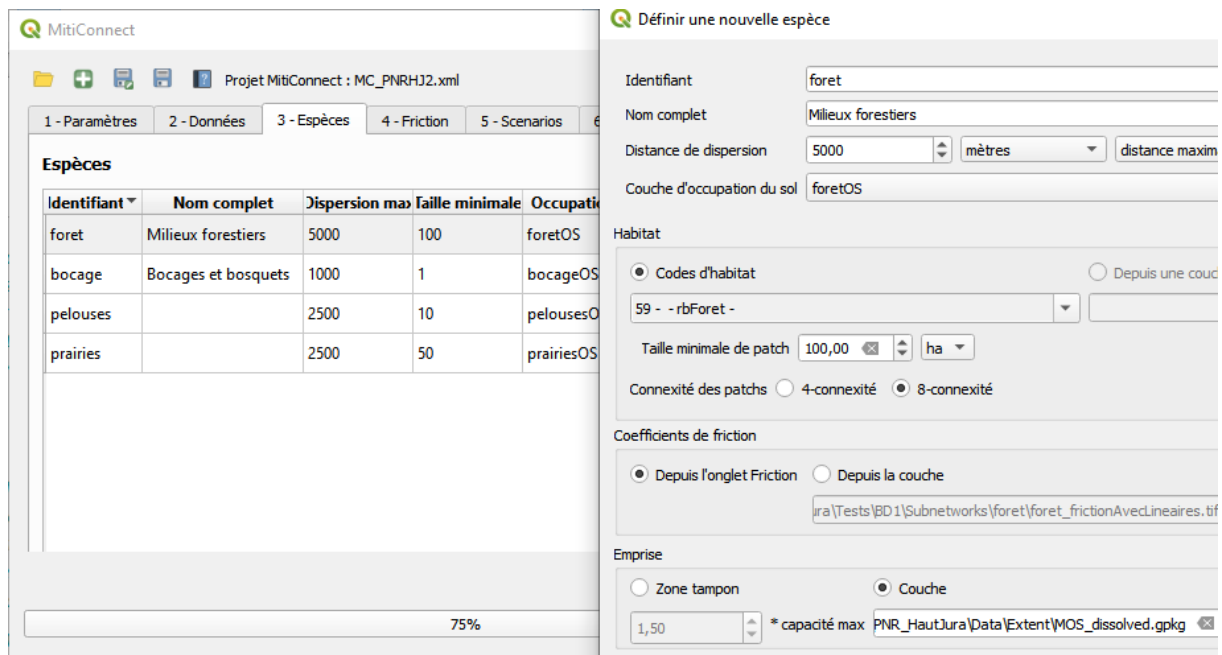 MitiConnect
Projet MitiConnect : MC_PNRHJ2.xml
1 - Paramètres 2 - Données 3 - Espèces 4 - Friction 5 - Scenarios 6
Espèces
Identifiant Nom complet Dispersion max Taille minimale Occupatio
foret Milieux forestiers 5000 100 foretOS
bocage Bocages et bosquets 1000 1 bocageOS
pelouses 2500 10 pelousesO
prairies 2500 50 prairiesOS
75%
Définir une nouvelle espèce
Identifiant foret
Nom complet Milieux forestiers
Distance de dispersion 5000 mètres distance maxima
Couche d'occupation du sol foretOS
Habitat
Codes d'habitat Depuis une couc
59 - - rbForet -
Taille minimale de patch 100,00 ha
Connexité des patchs 4-connexité 8-connexité
Coefficients de friction
Depuis l'onglet Friction Depuis la couche
ura\Tests\BD1\Subnetworks\foret\foret_frictionAvecLineaires.tif
Emprise
Zone tampon Couche
1,50 * capacité max PNR_HautJura\Data\Extent\MOS_dissolved.gpkg